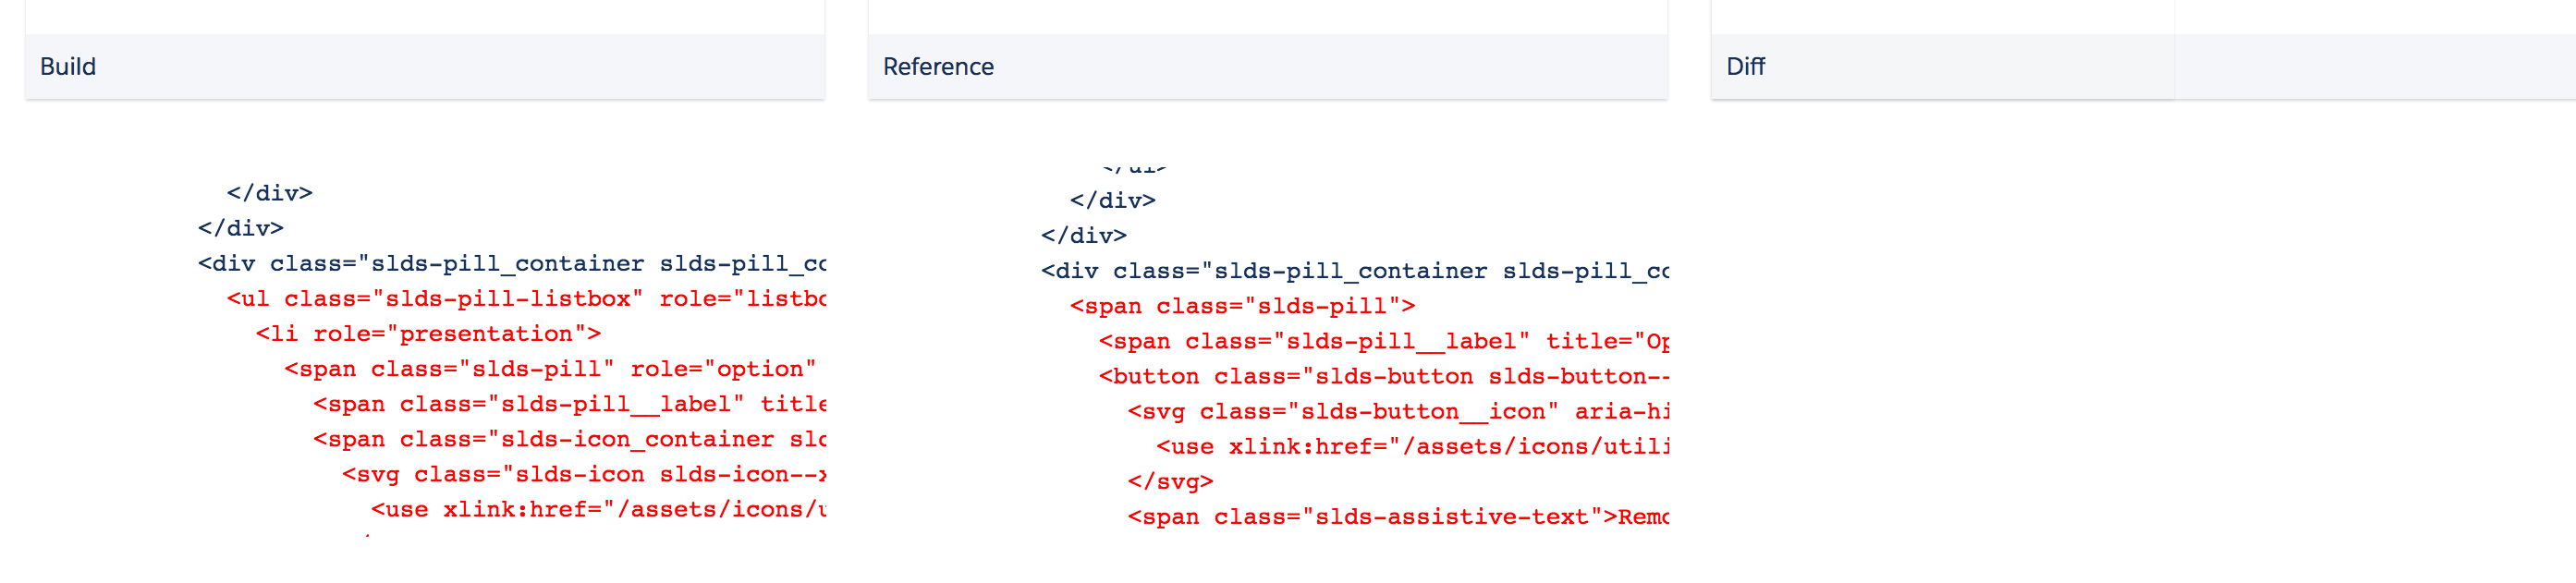 Build
</div>
</div>
<div class="slds-pill_container slds-pill_cc
<ul class="slds-pill-listbox" role="listbo
<li role="presentation">
<span class="slds-pill" role="option"
<span class="slds-pill__label" title
<span class="slds-icon_container slc
<svg class="slds-icon slds-icon--x
<use xlink:href="/assets/icons/u
Reference
</ul>
</div>
</div>
<div class="slds-pill_container slds-pill_cc
<span class="slds-pill">
<span class="slds-pill__label" title="Op
<button class="slds-button slds-button--
<svg class="slds-button__icon" aria-hi
<use xlink:href="/assets/icons/utili
</svg>
<span class="slds-assistive-text">Remo
Diff